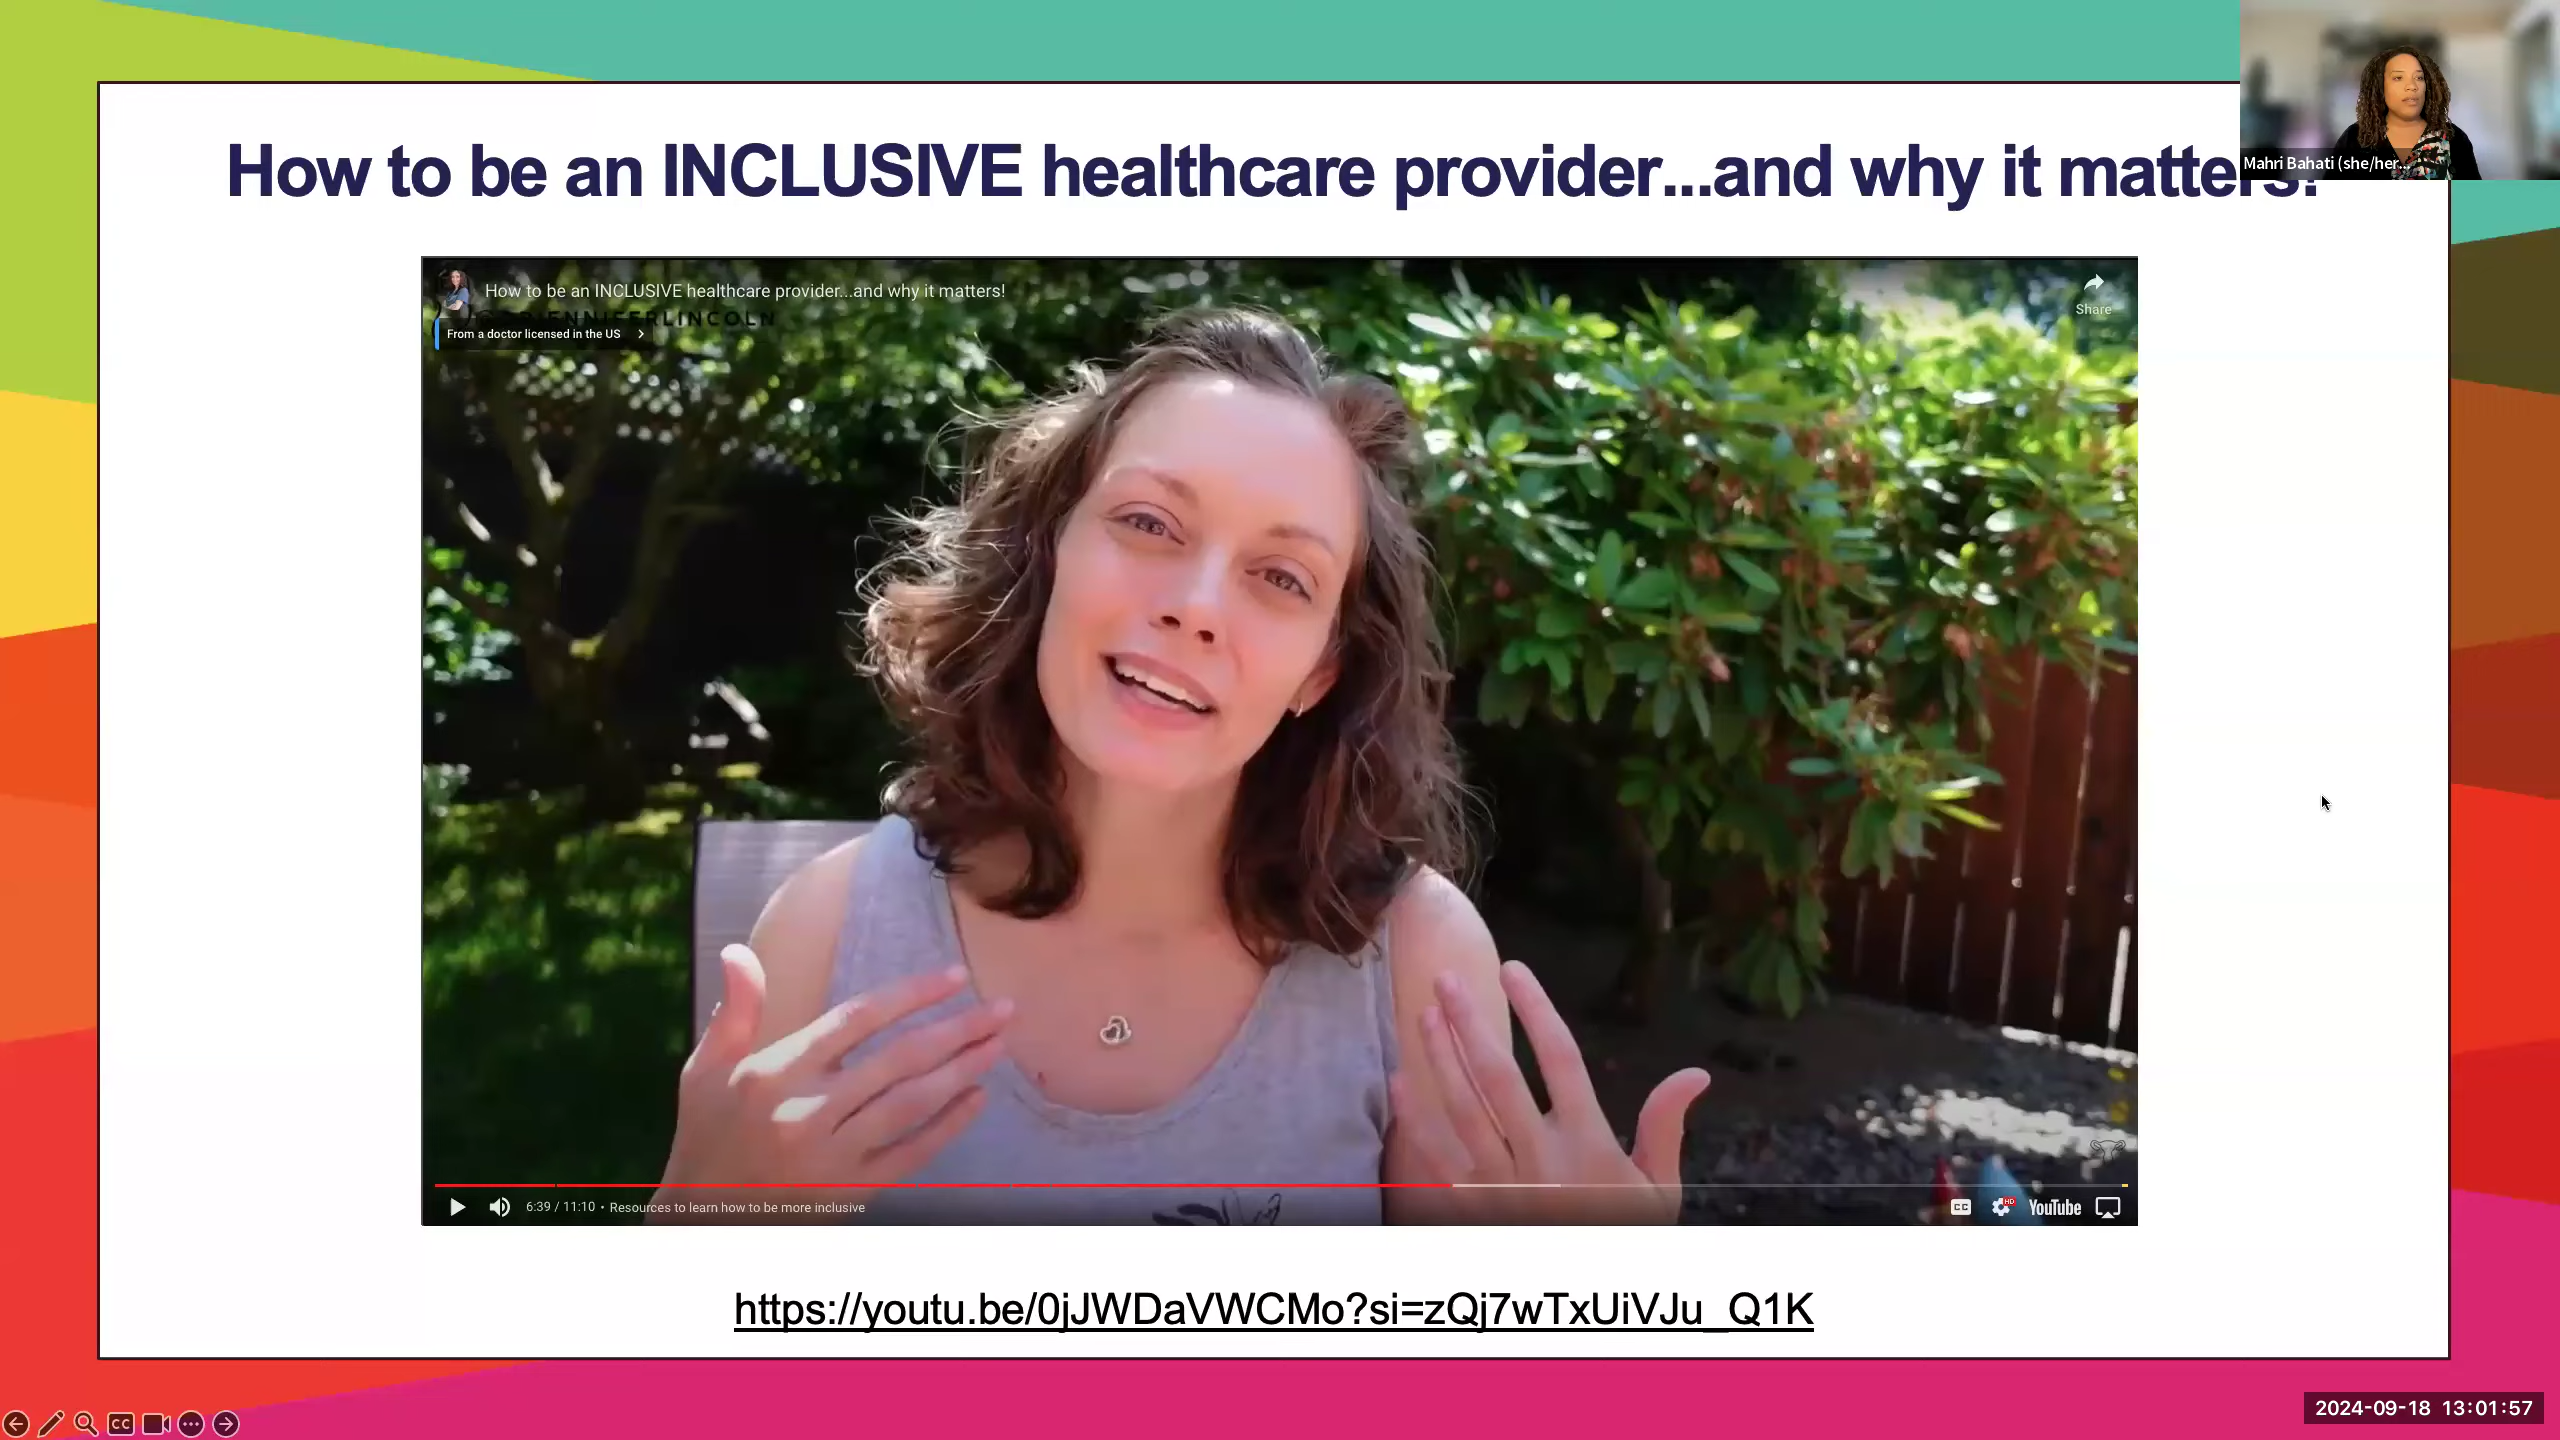 How to be an INCLUSIVE healthcare provider...and why it matters!
Mahri Bahati (she/her...
How to be an INCLUSIVE healthcare provider...and why it matters!
Share
From a doctor licensed in the US
6:39 / 11:10 • Resources to learn how to be more inclusive
CC
HD
YouTube
https://youtu.be/0jJWDaVWCMo?si=zQj7wTxUiVJu_Q1K
CC
2024-09-18 13:01:57